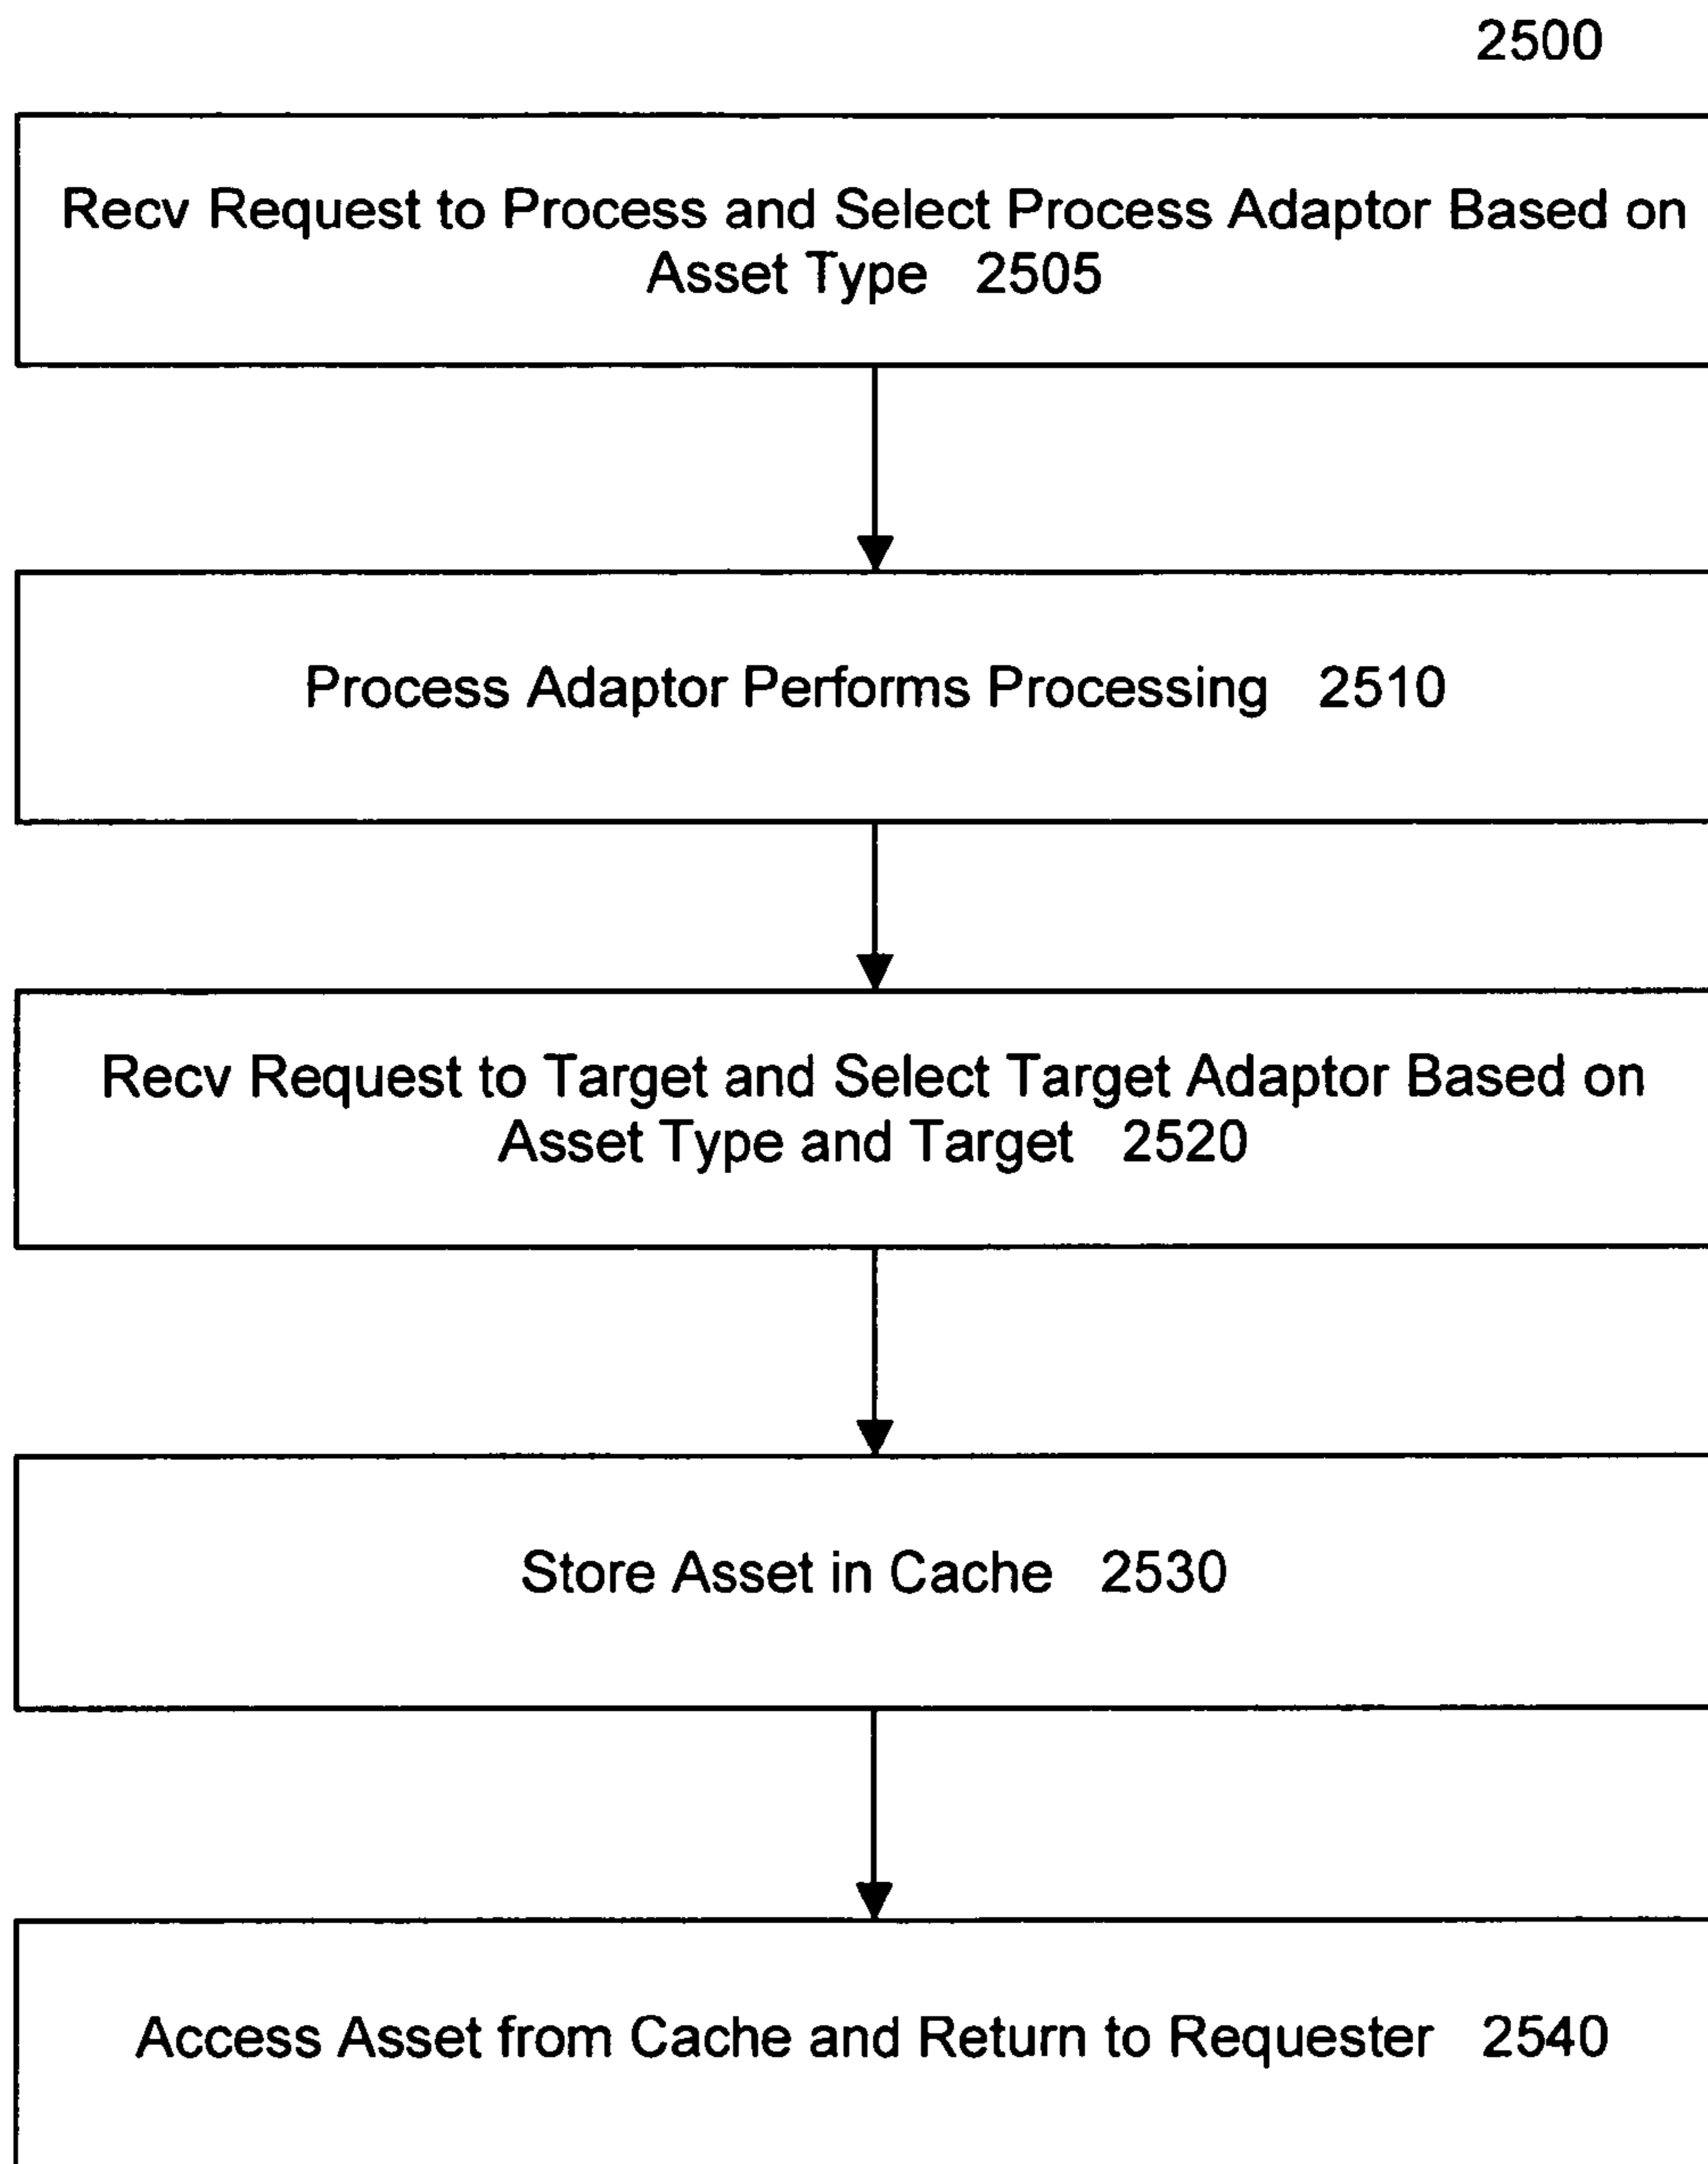 2500
Recv Request to Process and Select Process Adaptor Based on
Asset Type 2505
Process Adaptor Performs Processing 2510
Recv Request to Target and Select Target Adaptor Based on
Asset Type and Target 2520
Store Asset in Cache 2530
Access Asset from Cache and Return to Requester 2540